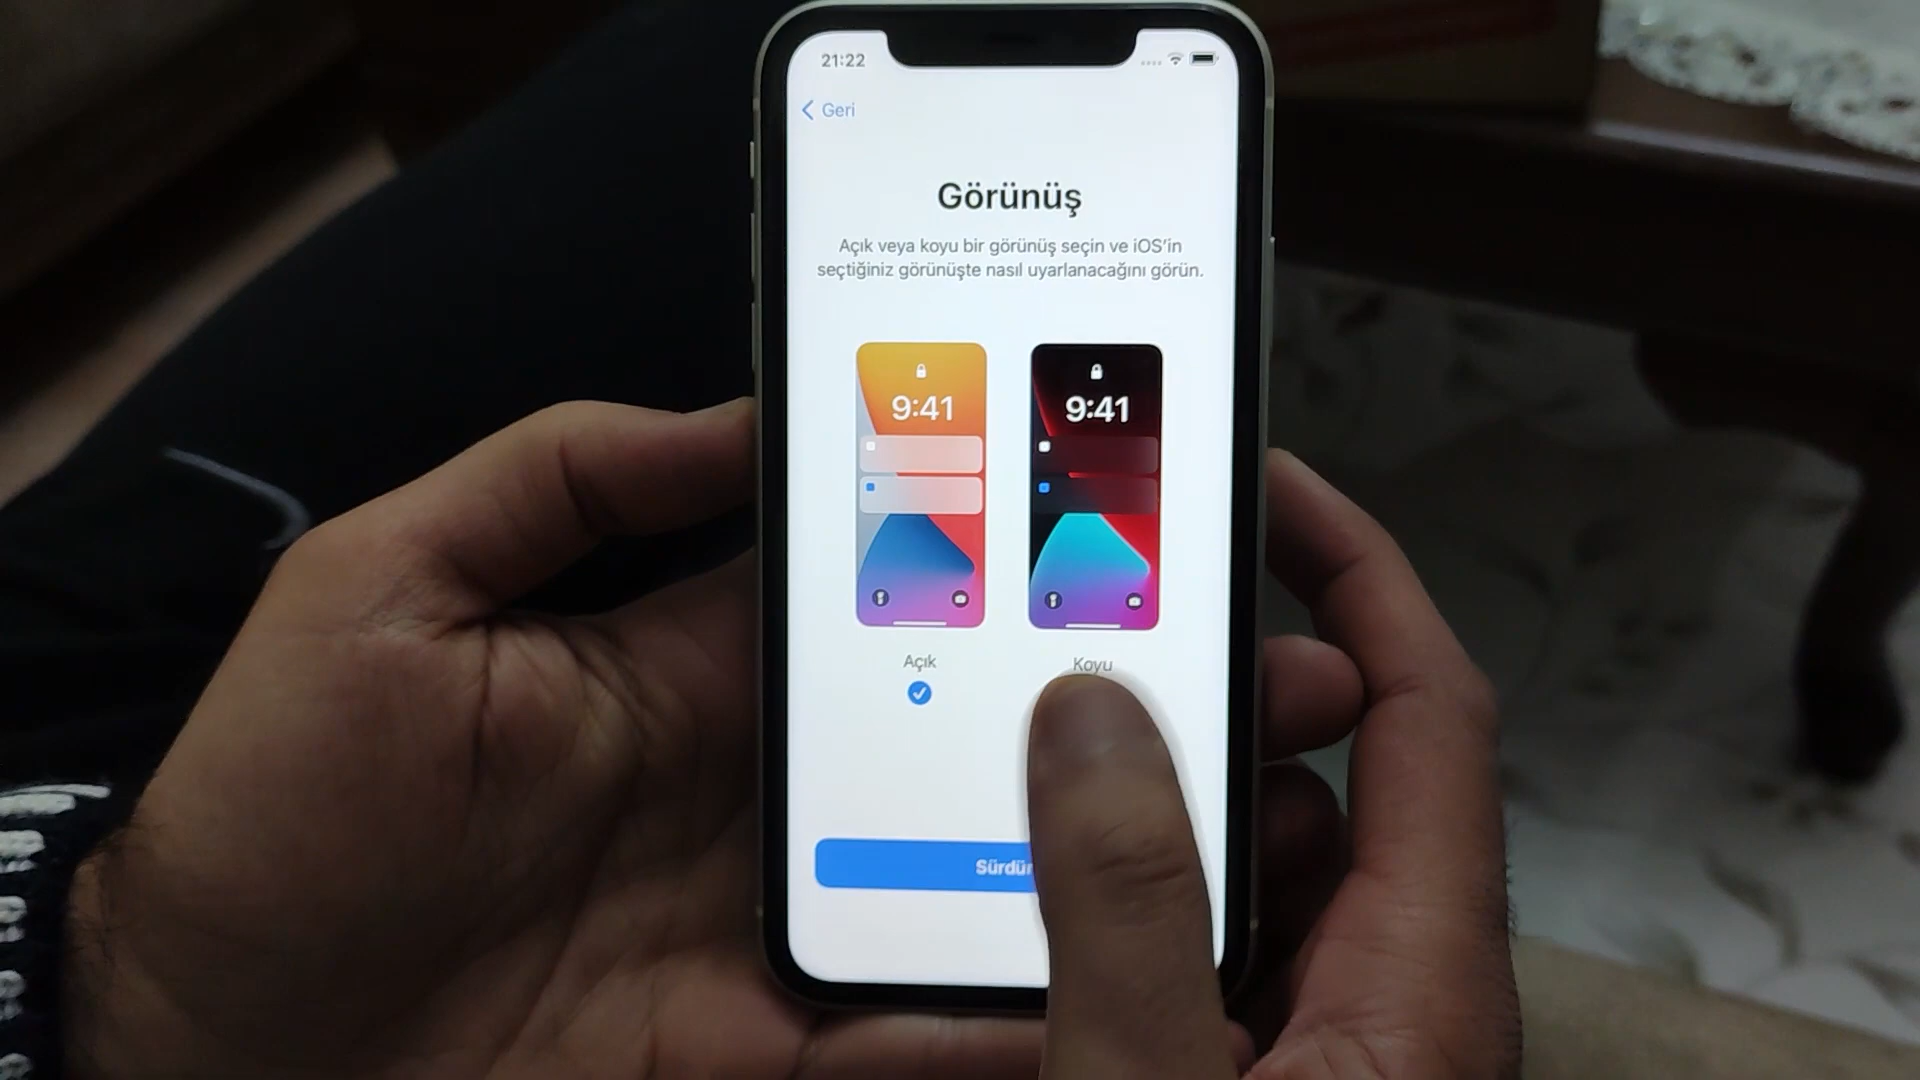 21:22
Geri
Görünüş
Açık veya koyu bir görünüş seçin ve iOS'in
seçtiğiniz görünüşte nasıl uyarlanacağını görün.
9:41
9:41
Açık
Koyu
Sürdür